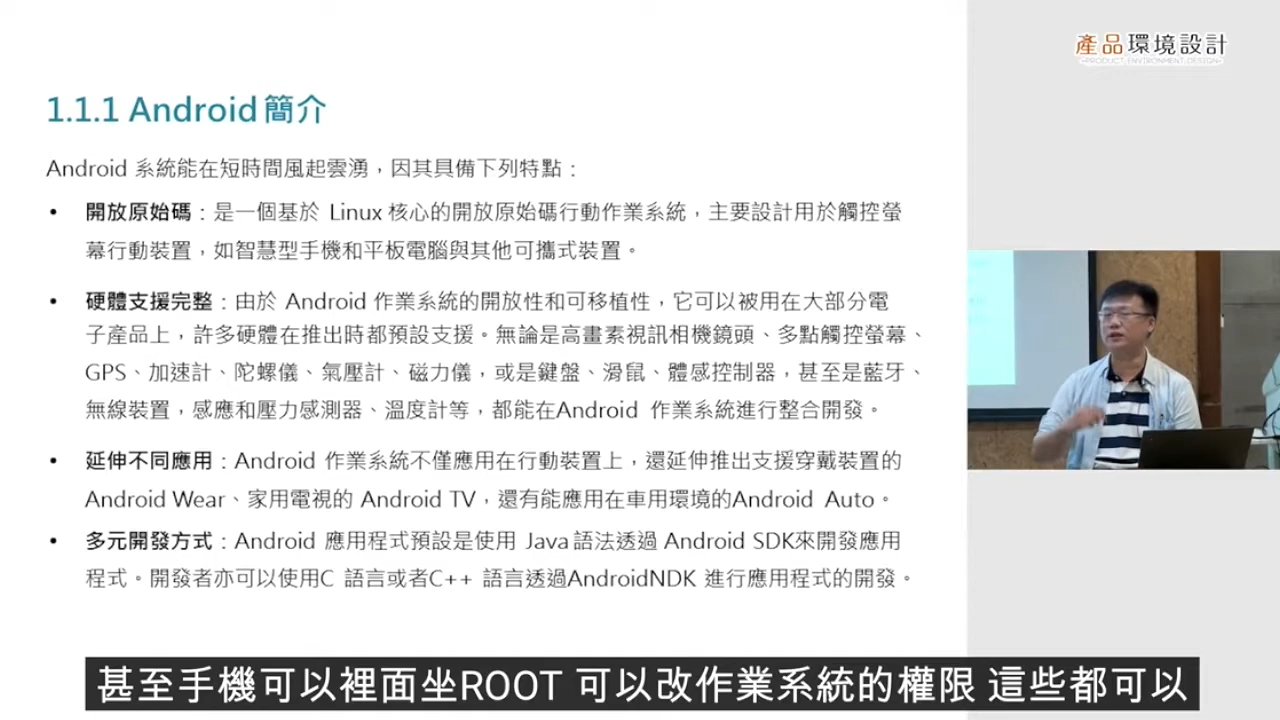 產品環境設計
-PRODUCT ENVIRONMENT DESIGN-
1.1.1 Android簡介
Android 系統能在短時間風起雲湧，因其具備下列特點：
• 開放原始碼：是一個基於 Linux 核心的開放原始碼行動作業系統，主要設計用於觸控螢
幕行動裝置，如智慧型手機和平板電腦與其他可攜式裝置。
• 硬體支援完整：由於 Android 作業系統的開放性和可移植性，它可以被用在大部分電
子產品上，許多硬體在推出時都預設支援。無論是高畫素視訊相機鏡頭、多點觸控螢幕、
GPS、加速計、陀螺儀、氣壓計、磁力儀，或是鍵盤、滑鼠、體感控制器，甚至是藍牙、
無線裝置，感應和壓力感測器、溫度計等，都能在Android 作業系統進行整合開發。
• 延伸不同應用：Android 作業系統不僅應用在行動裝置上，還延伸推出支援穿戴裝置的
Android Wear、家用電視的 Android TV，還有能應用在車用環境的Android Auto。
• 多元開發方式：Android 應用程式預設是使用 Java語法透過 Android SDK來開發應用
程式。開發者亦可以使用C 語言或者C++ 語言透過AndroidNDK 進行應用程式的開發。
甚至手機可以裡面坐ROOT 可以改作業系統的權限 這些都可以